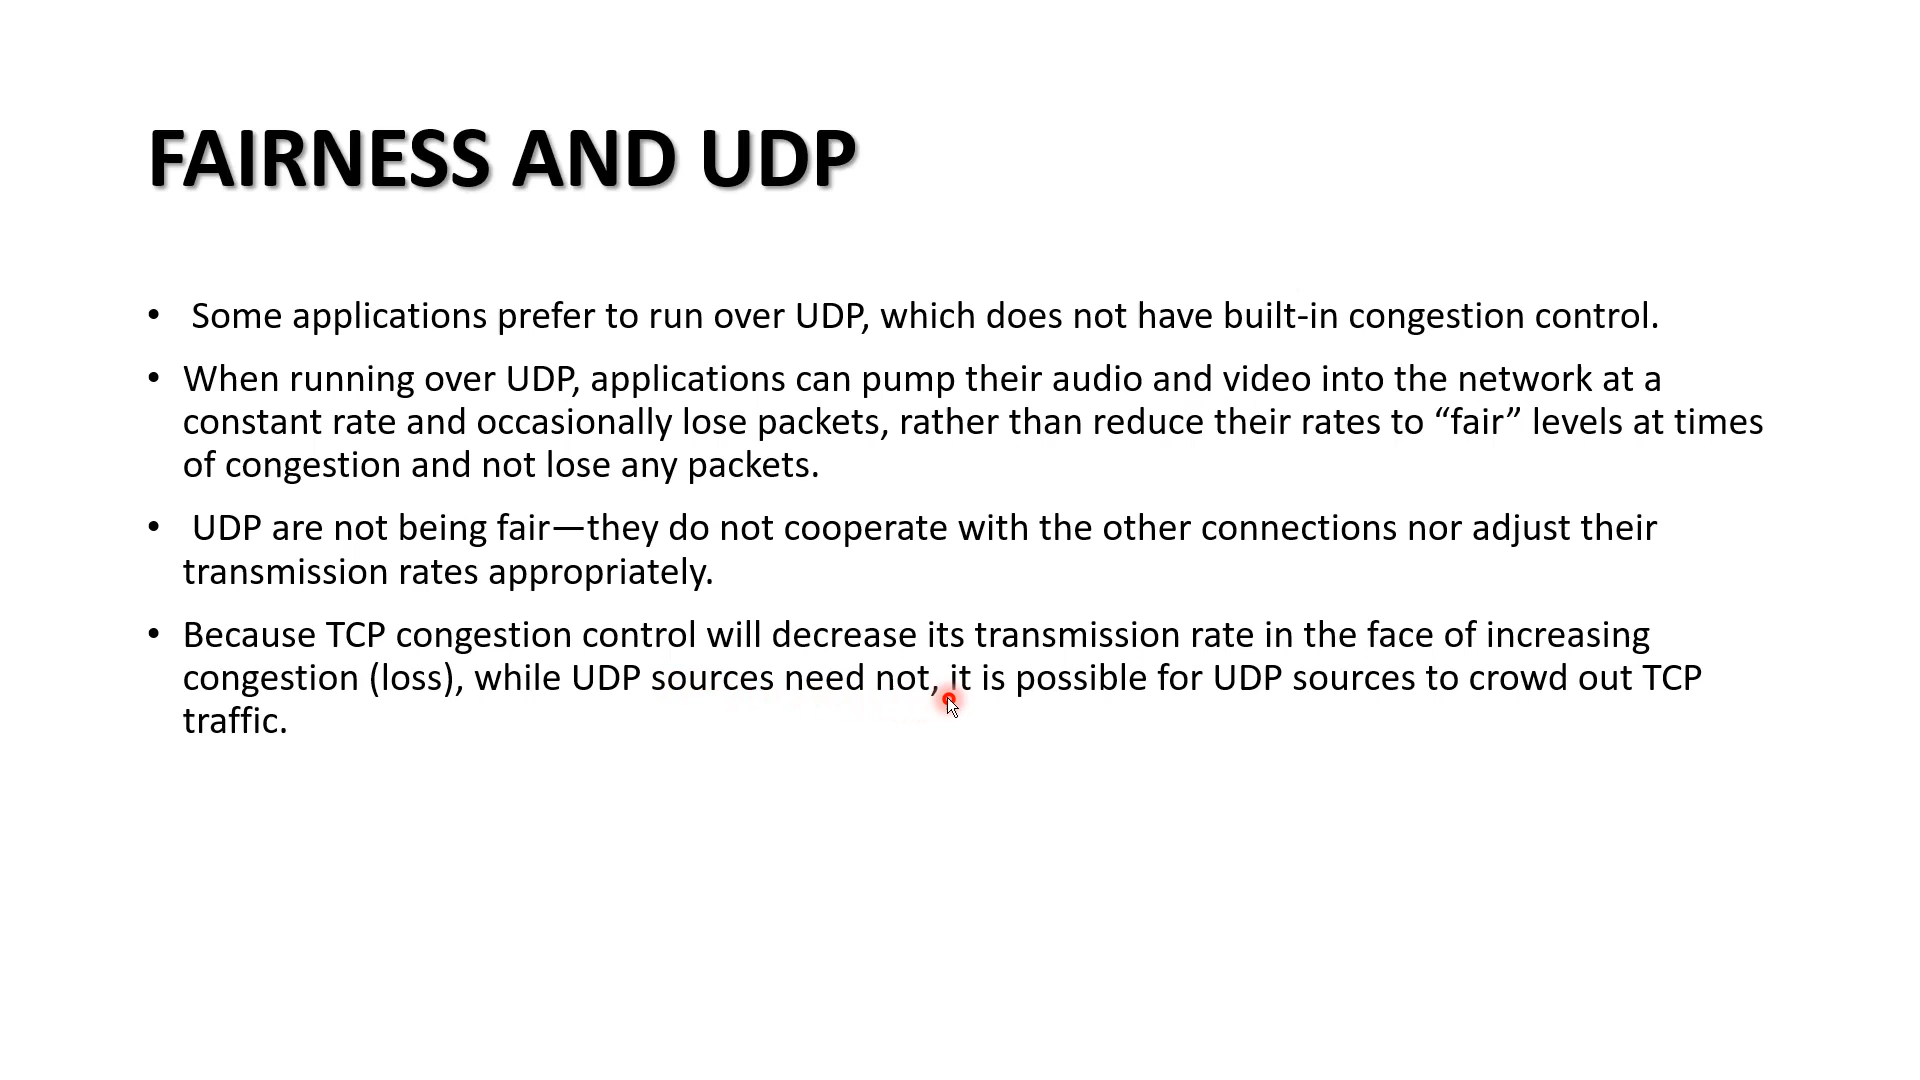 FAIRNESS AND UDP
• Some applications prefer to run over UDP, which does not have built-in congestion control.
• When running over UDP, applications can pump their audio and video into the network at a
constant rate and occasionally lose packets, rather than reduce their rates to “fair” levels at times
of congestion and not lose any packets.
• UDP are not being fair—they do not cooperate with the other connections nor adjust their
transmission rates appropriately.
• Because TCP congestion control will decrease its transmission rate in the face of increasing
congestion (loss), while UDP sources need not, it is possible for UDP sources to crowd out TCP
traffic.